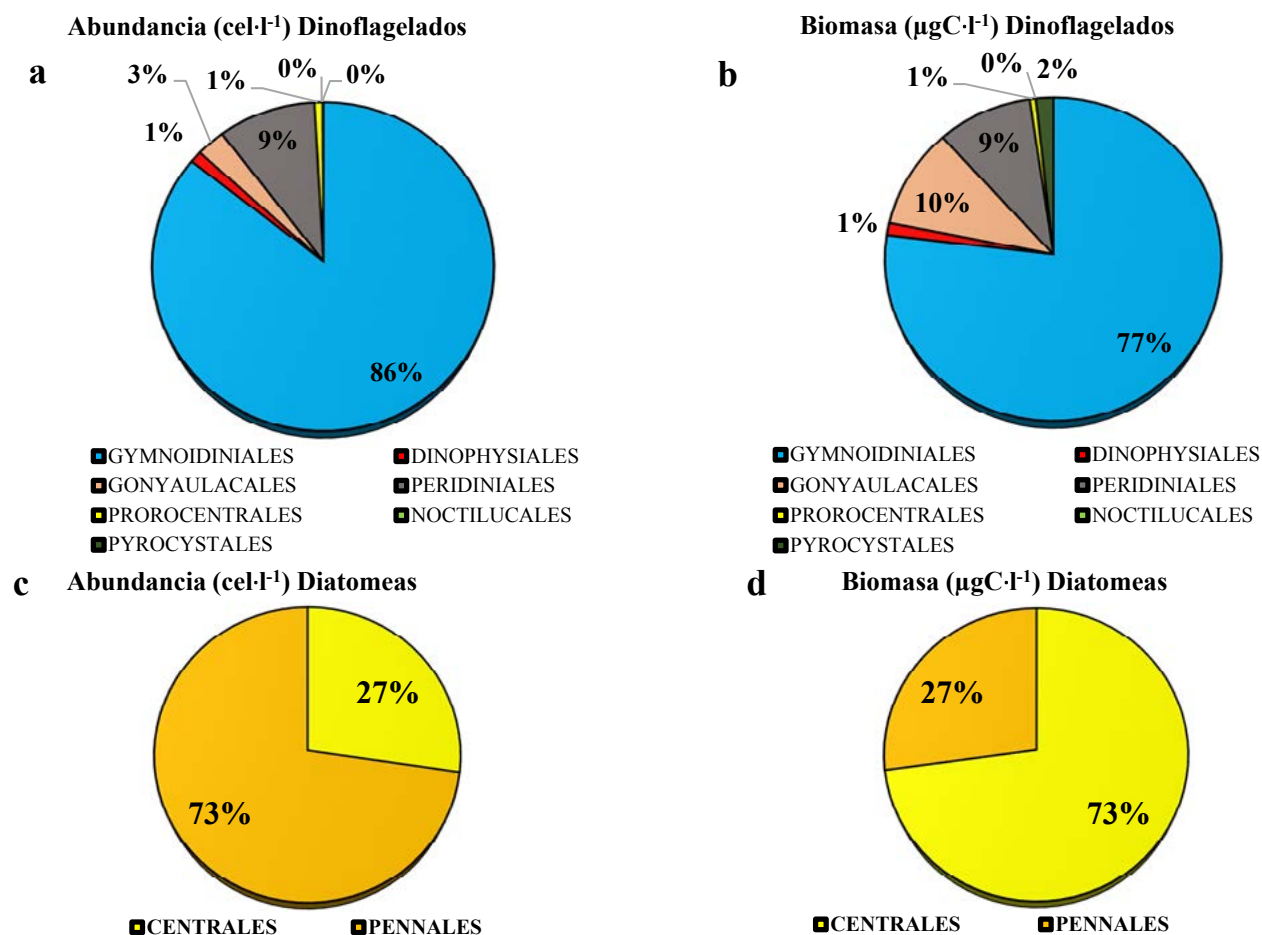 Abundancia (cel·l⁻¹) Dinoflagelados
a
3%
1%
0%
0%
1%
9%
86%
GYMNOIDINIALES
DINOPHYSIALES
GONYAULACALES
PERIDINIALES
PROROCENTRALES
NOCTILUCALES
PYROCYSTALES
Biomasa (µgC·l⁻¹) Dinoflagelados
b
1%
0%
2%
9%
10%
1%
77%
GYMNOIDINIALES
DINOPHYSIALES
GONYAULACALES
PERIDINIALES
PROROCENTRALES
NOCTILUCALES
PYROCYSTALES
c
Abundancia (cel·l⁻¹) Diatomeas
27%
73%
CENTRALES
PENNALES
d
Biomasa (µgC·l⁻¹) Diatomeas
27%
73%
CENTRALES
PENNALES